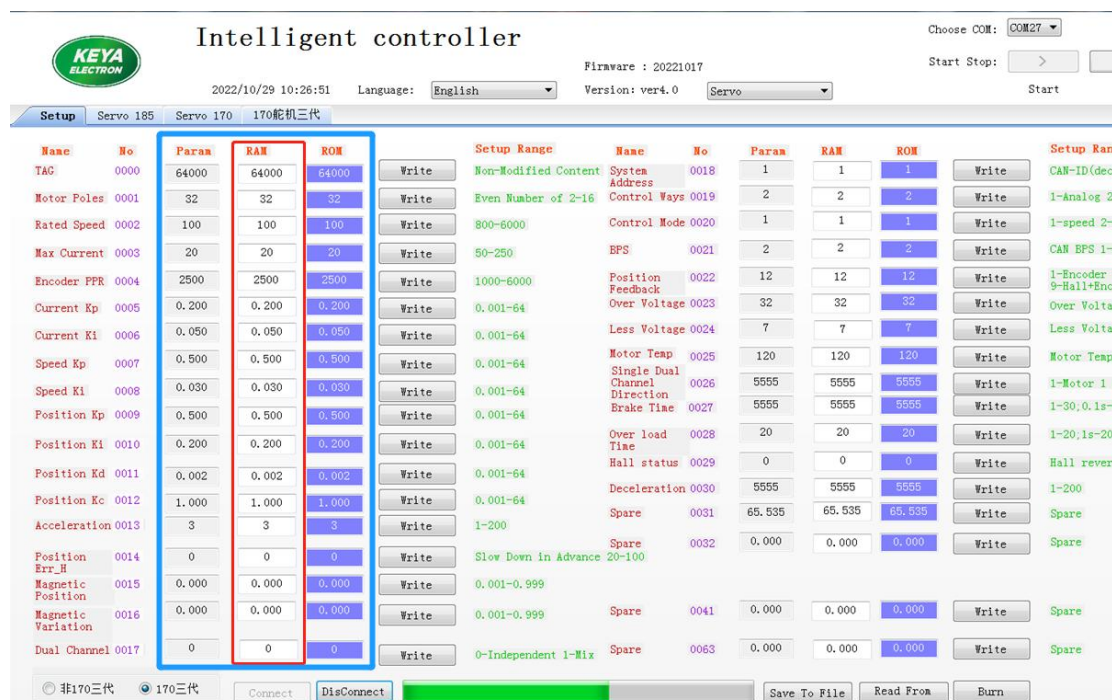 KEYA
ELECTRON
Intelligent controller
Choose COM: COM27
Start Stop: >
Firmware : 20221017
2022/10/29 10:26:51 Language: English Version: ver4.0 Servo Start
Setup Servo 185 Servo 170 170舵机三代
Name No Param RAM ROM Setup Range Name No Param RAM ROM Setup Ran
TAG 0000 64000 64000 64000 Write Non-Modified Content System Address 0018 1 1 1 Write CAN-ID(dec
Motor Poles 0001 32 32 32 Write Even Number of 2-16 Control Ways 0019 2 2 2 Write 1-Analog 2
Rated Speed 0002 100 100 100 Write 800-6000 Control Mode 0020 1 1 1 Write 1-speed 2-
Max Current 0003 20 20 20 Write 50-250 BPS 0021 2 2 2 Write CAN BPS 1-
Encoder PPR 0004 2500 2500 2500 Write 1000-6000 Position Feedback 0022 12 12 12 Write 1-Encoder 9-Hall+Enc
Current Kp 0005 0.200 0.200 0.200 Write 0.001-64 Over Voltage 0023 32 32 32 Write Over Volta
Current Ki 0006 0.050 0.050 0.050 Write 0.001-64 Less Voltage 0024 7 7 7 Write Less Volta
Speed Kp 0007 0.500 0.500 0.500 Write 0.001-64 Motor Temp 0025 120 120 120 Write Motor Temp
Speed Ki 0008 0.030 0.030 0.030 Write 0.001-64 Single Dual Channel Direction 0026 5555 5555 5555 Write 1-Motor 1
Position Kp 0009 0.500 0.500 0.500 Write 0.001-64 Brake Time 0027 5555 5555 5555 Write 1-30;0.1s-
Position Ki 0010 0.200 0.200 0.200 Write 0.001-64 Over load Time 0028 20 20 20 Write 1-20;1s-20
Position Kd 0011 0.002 0.002 0.002 Write 0.001-64 Hall status 0029 0 0 0 Write Hall rever
Position Kc 0012 1.000 1.000 1.000 Write 0.001-64 Deceleration 0030 5555 5555 5555 Write 1-200
Acceleration 0013 3 3 3 Write 1-200 Spare 0031 65.535 65.535 65.535 Write Spare
Position Err_H 0014 0 0 0 Write Slow Down in Advance 20-100 Spare 0032 0.000 0.000 0.000 Write Spare
Magnetic Position 0015 0.000 0.000 0.000 Write 0.001-0.999
Magnetic Variation 0016 0.000 0.000 0.000 Write 0.001-0.999 Spare 0041 0.000 0.000 0.000 Write Spare
Dual Channel 0017 0 0 0 Write 0-Independent 1-Mix Spare 0063 0.000 0.000 0.000 Write Spare
非170三代 170三代 Connect DisConnect Save To File Read From Burn